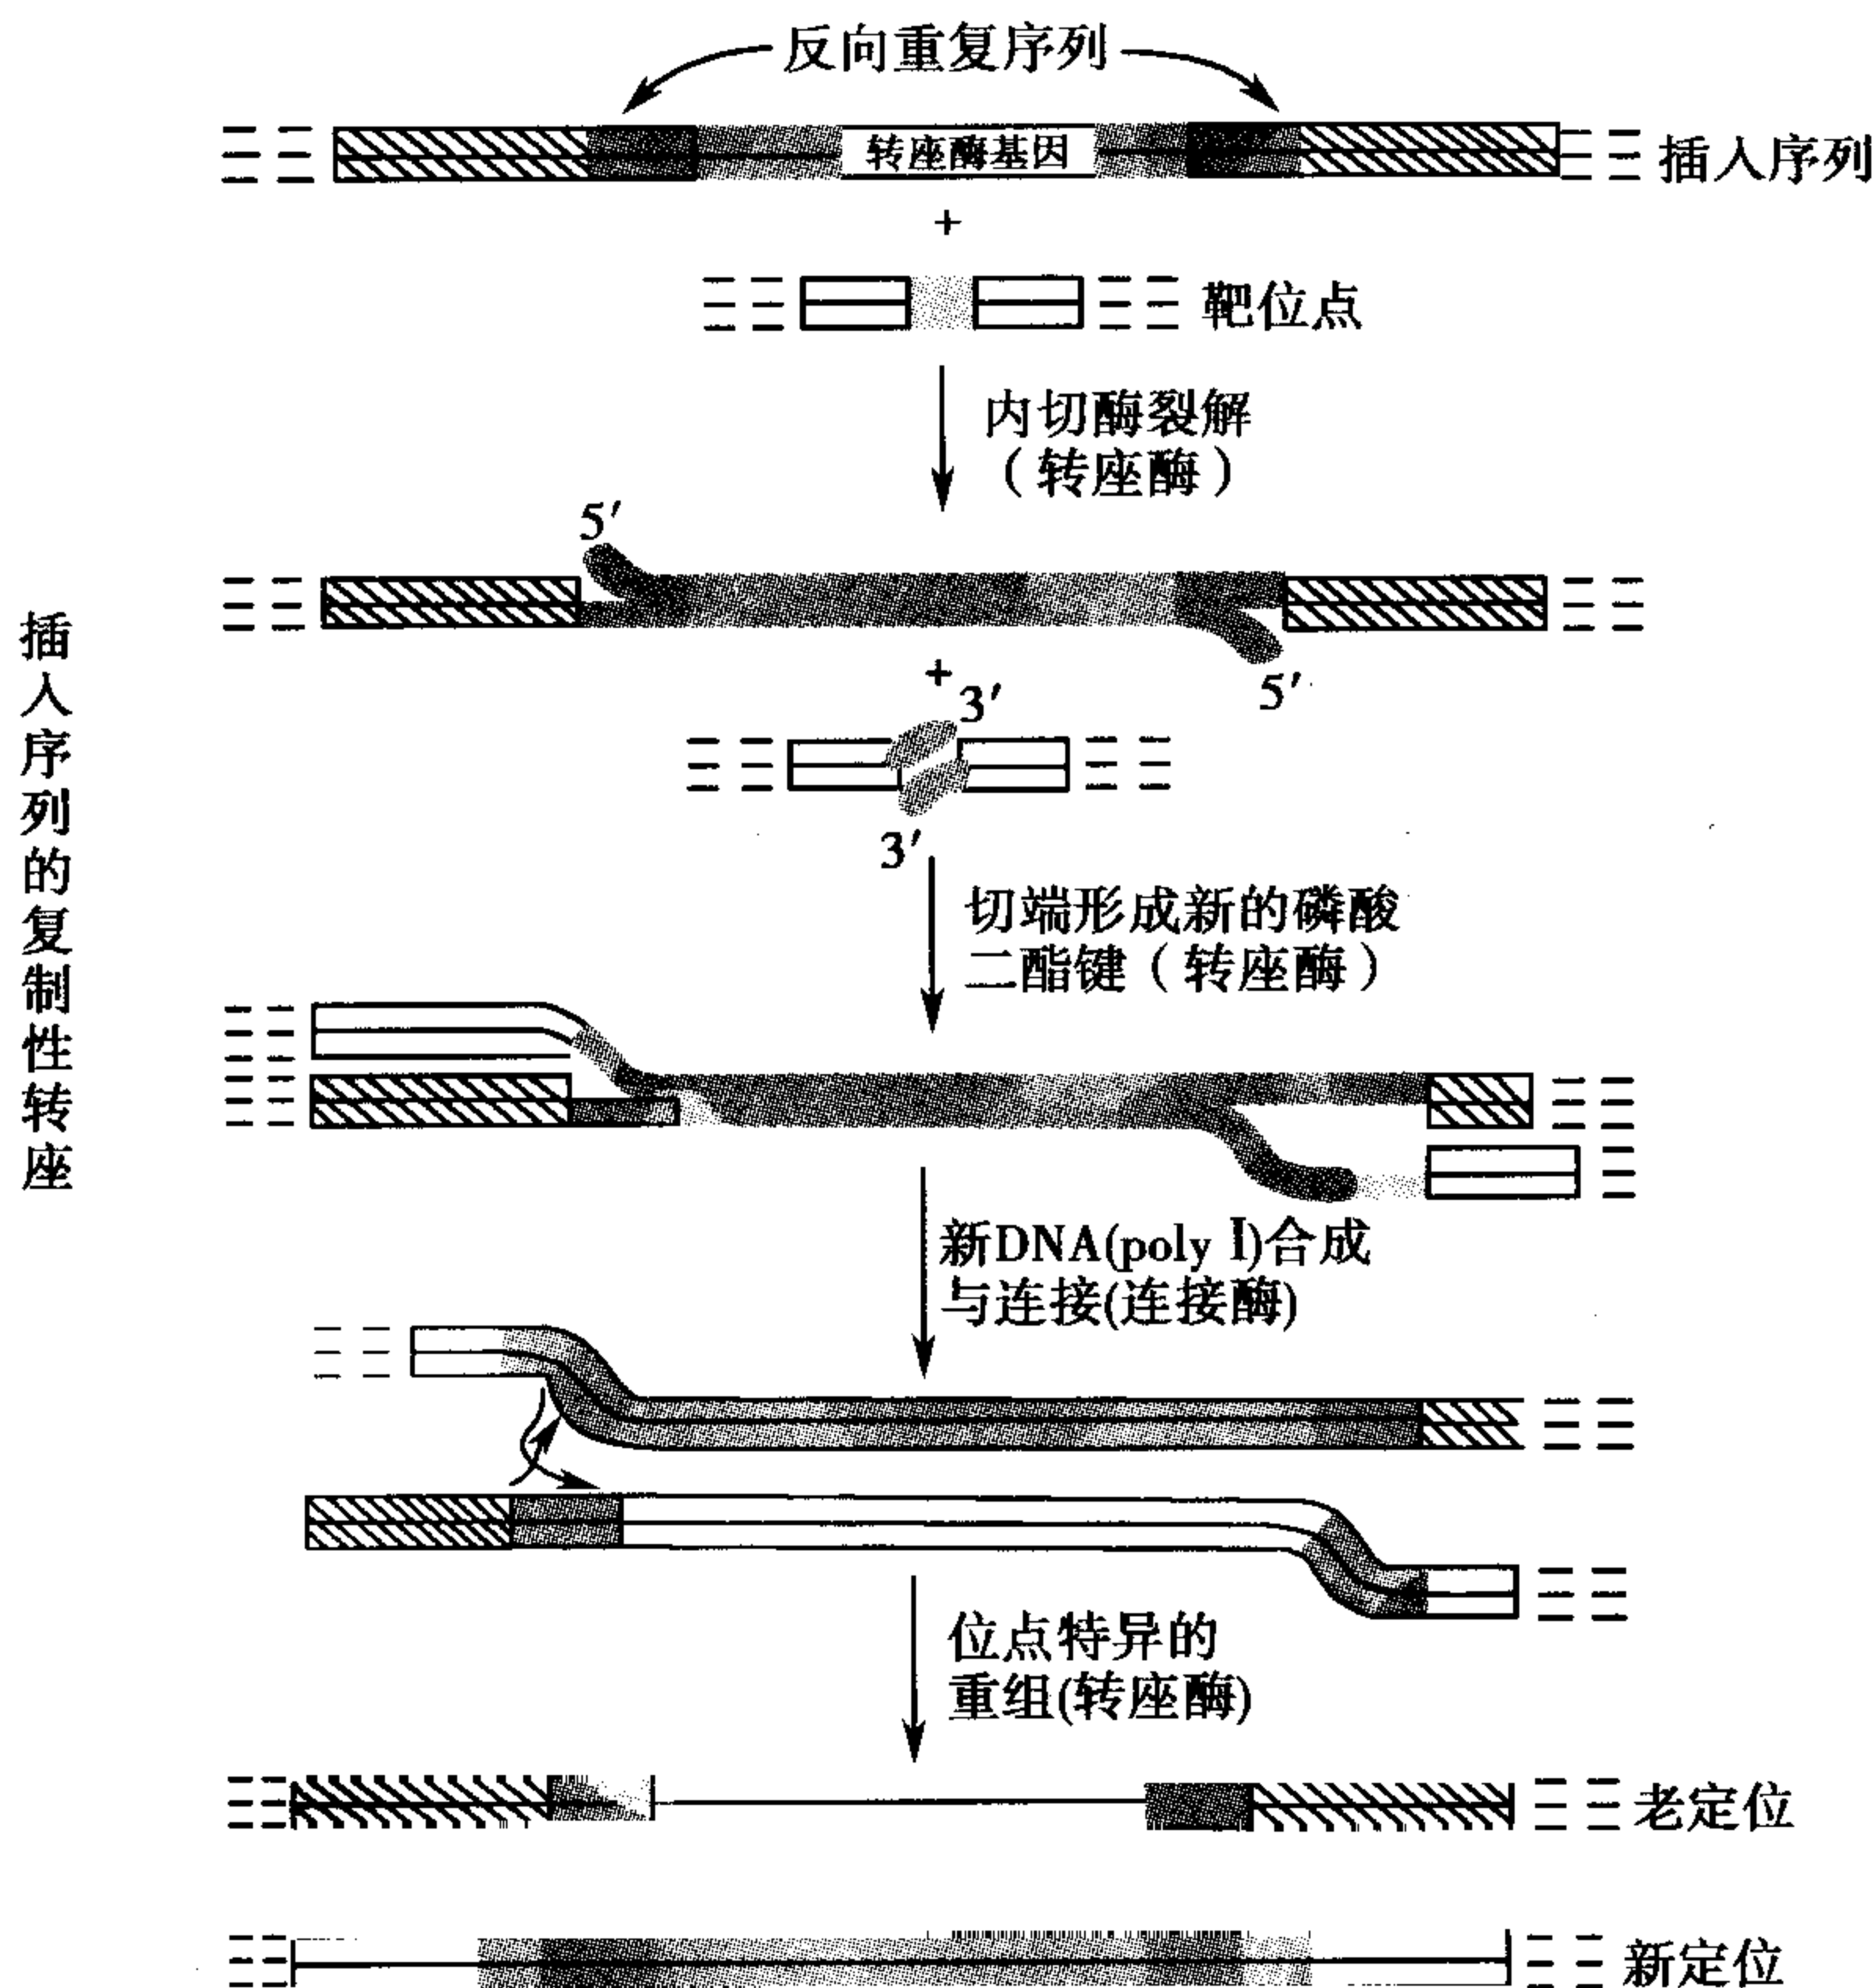 反向重复序列
转座酶基因
插入序列
+
靶位点
内切酶裂解
（转座酶）
5′
5′
+
3′
3′
切端形成新的磷酸
二酯键（转座酶）
新DNA(poly Ⅰ)合成
与连接(连接酶)
位点特异的
重组(转座酶)
老定位
新定位
插入序列的复制性转座